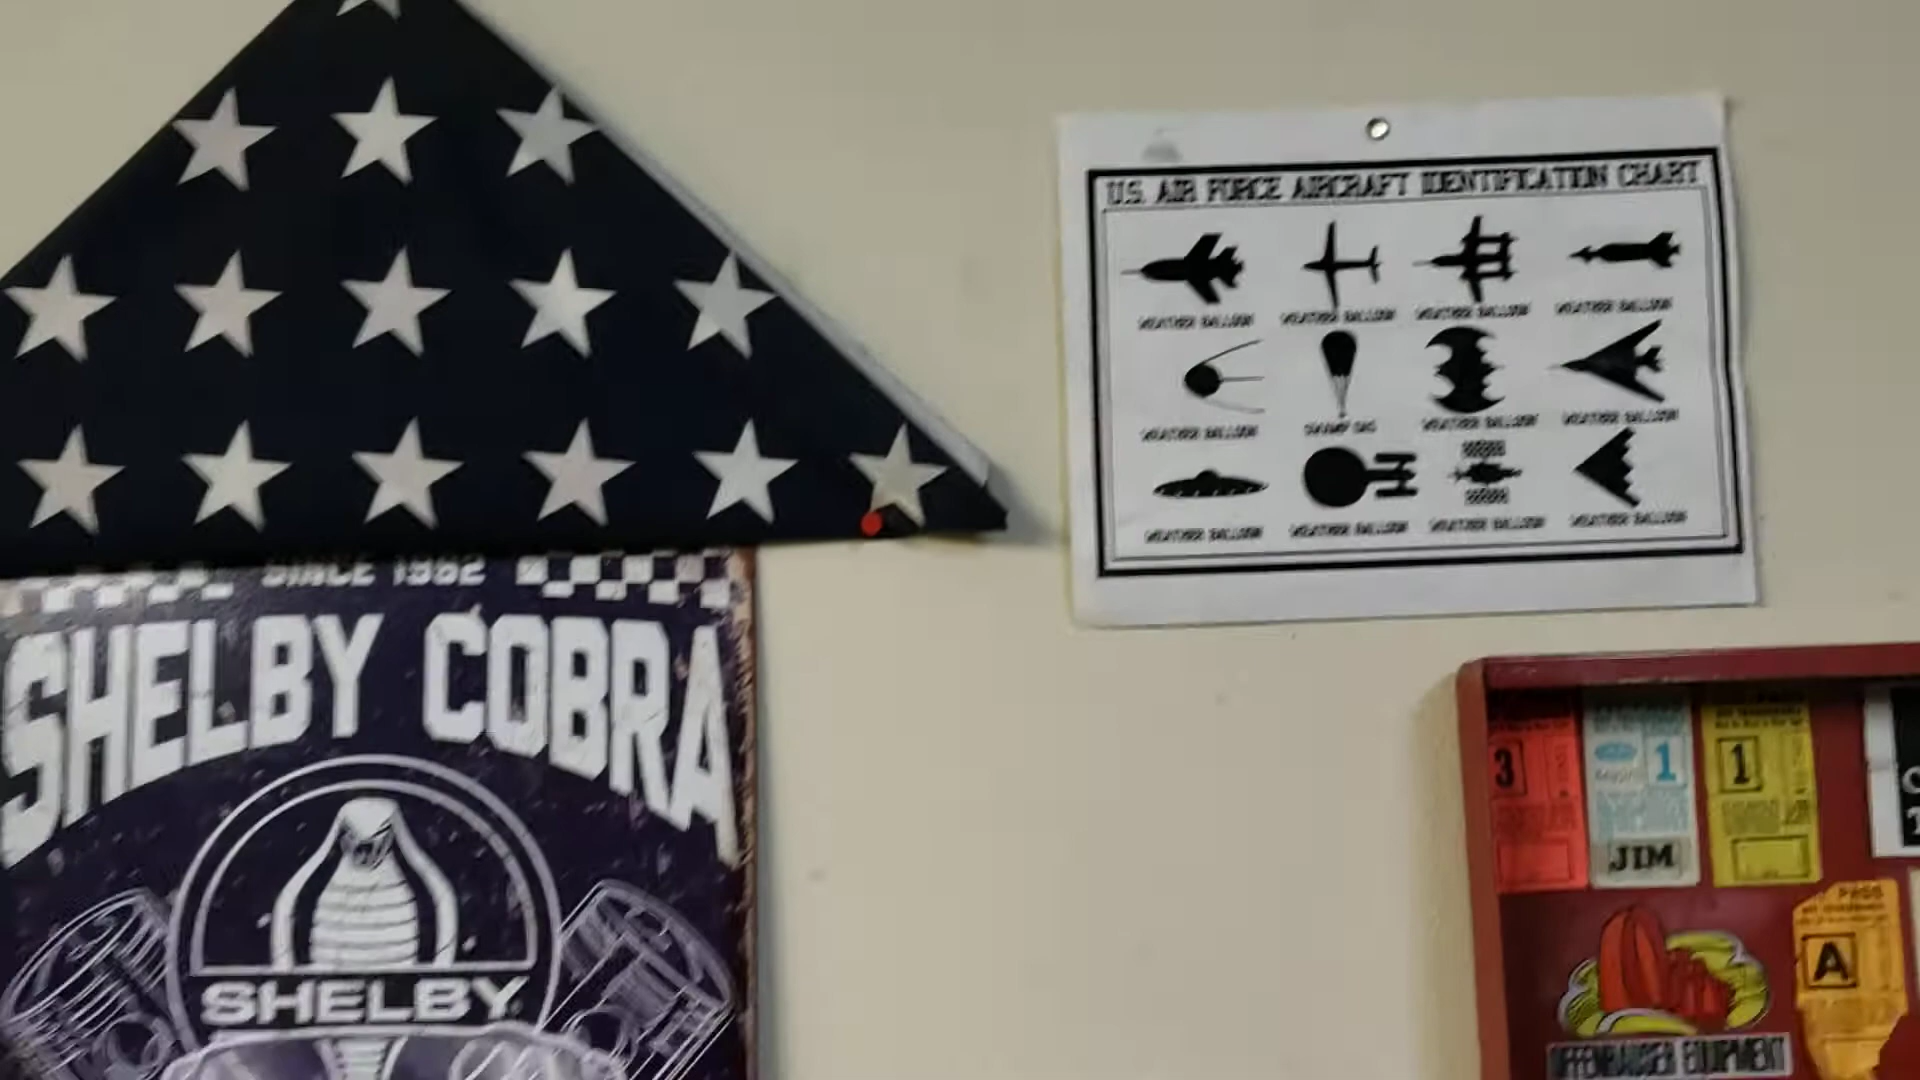 U.S. AIR FORCE AIRCRAFT IDENTIFICATION CHART
WEATHER BALLOON WEATHER BALLOON WEATHER BALLOON WEATHER BALLOON
WEATHER BALLOON SWAMP GAS WEATHER BALLOON WEATHER BALLOON
WEATHER BALLOON WEATHER BALLOON WEATHER BALLOON WEATHER BALLOON
SINCE 1962
SHELBY COBRA
SHELBY
3
1
JIM
PASS
1
PASS
A
OFFENHAUSER EQUIPMENT